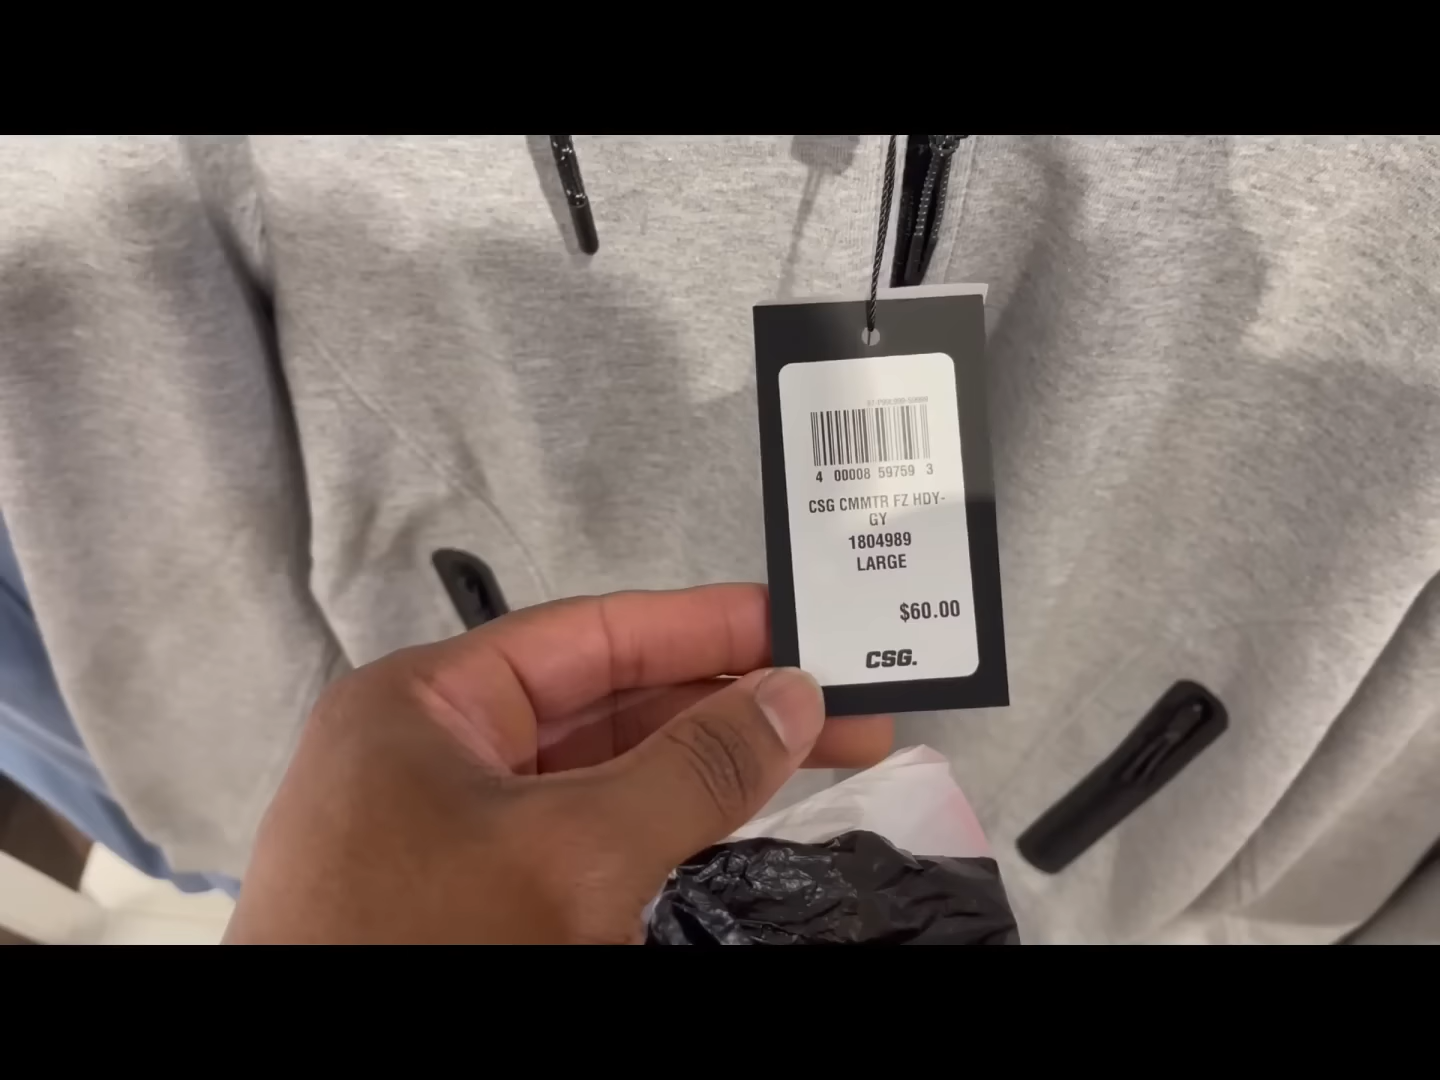 4 00008 59759 3
CSG CMMTR FZ HDY-
GY
1804989
LARGE
$60.00
CSG.